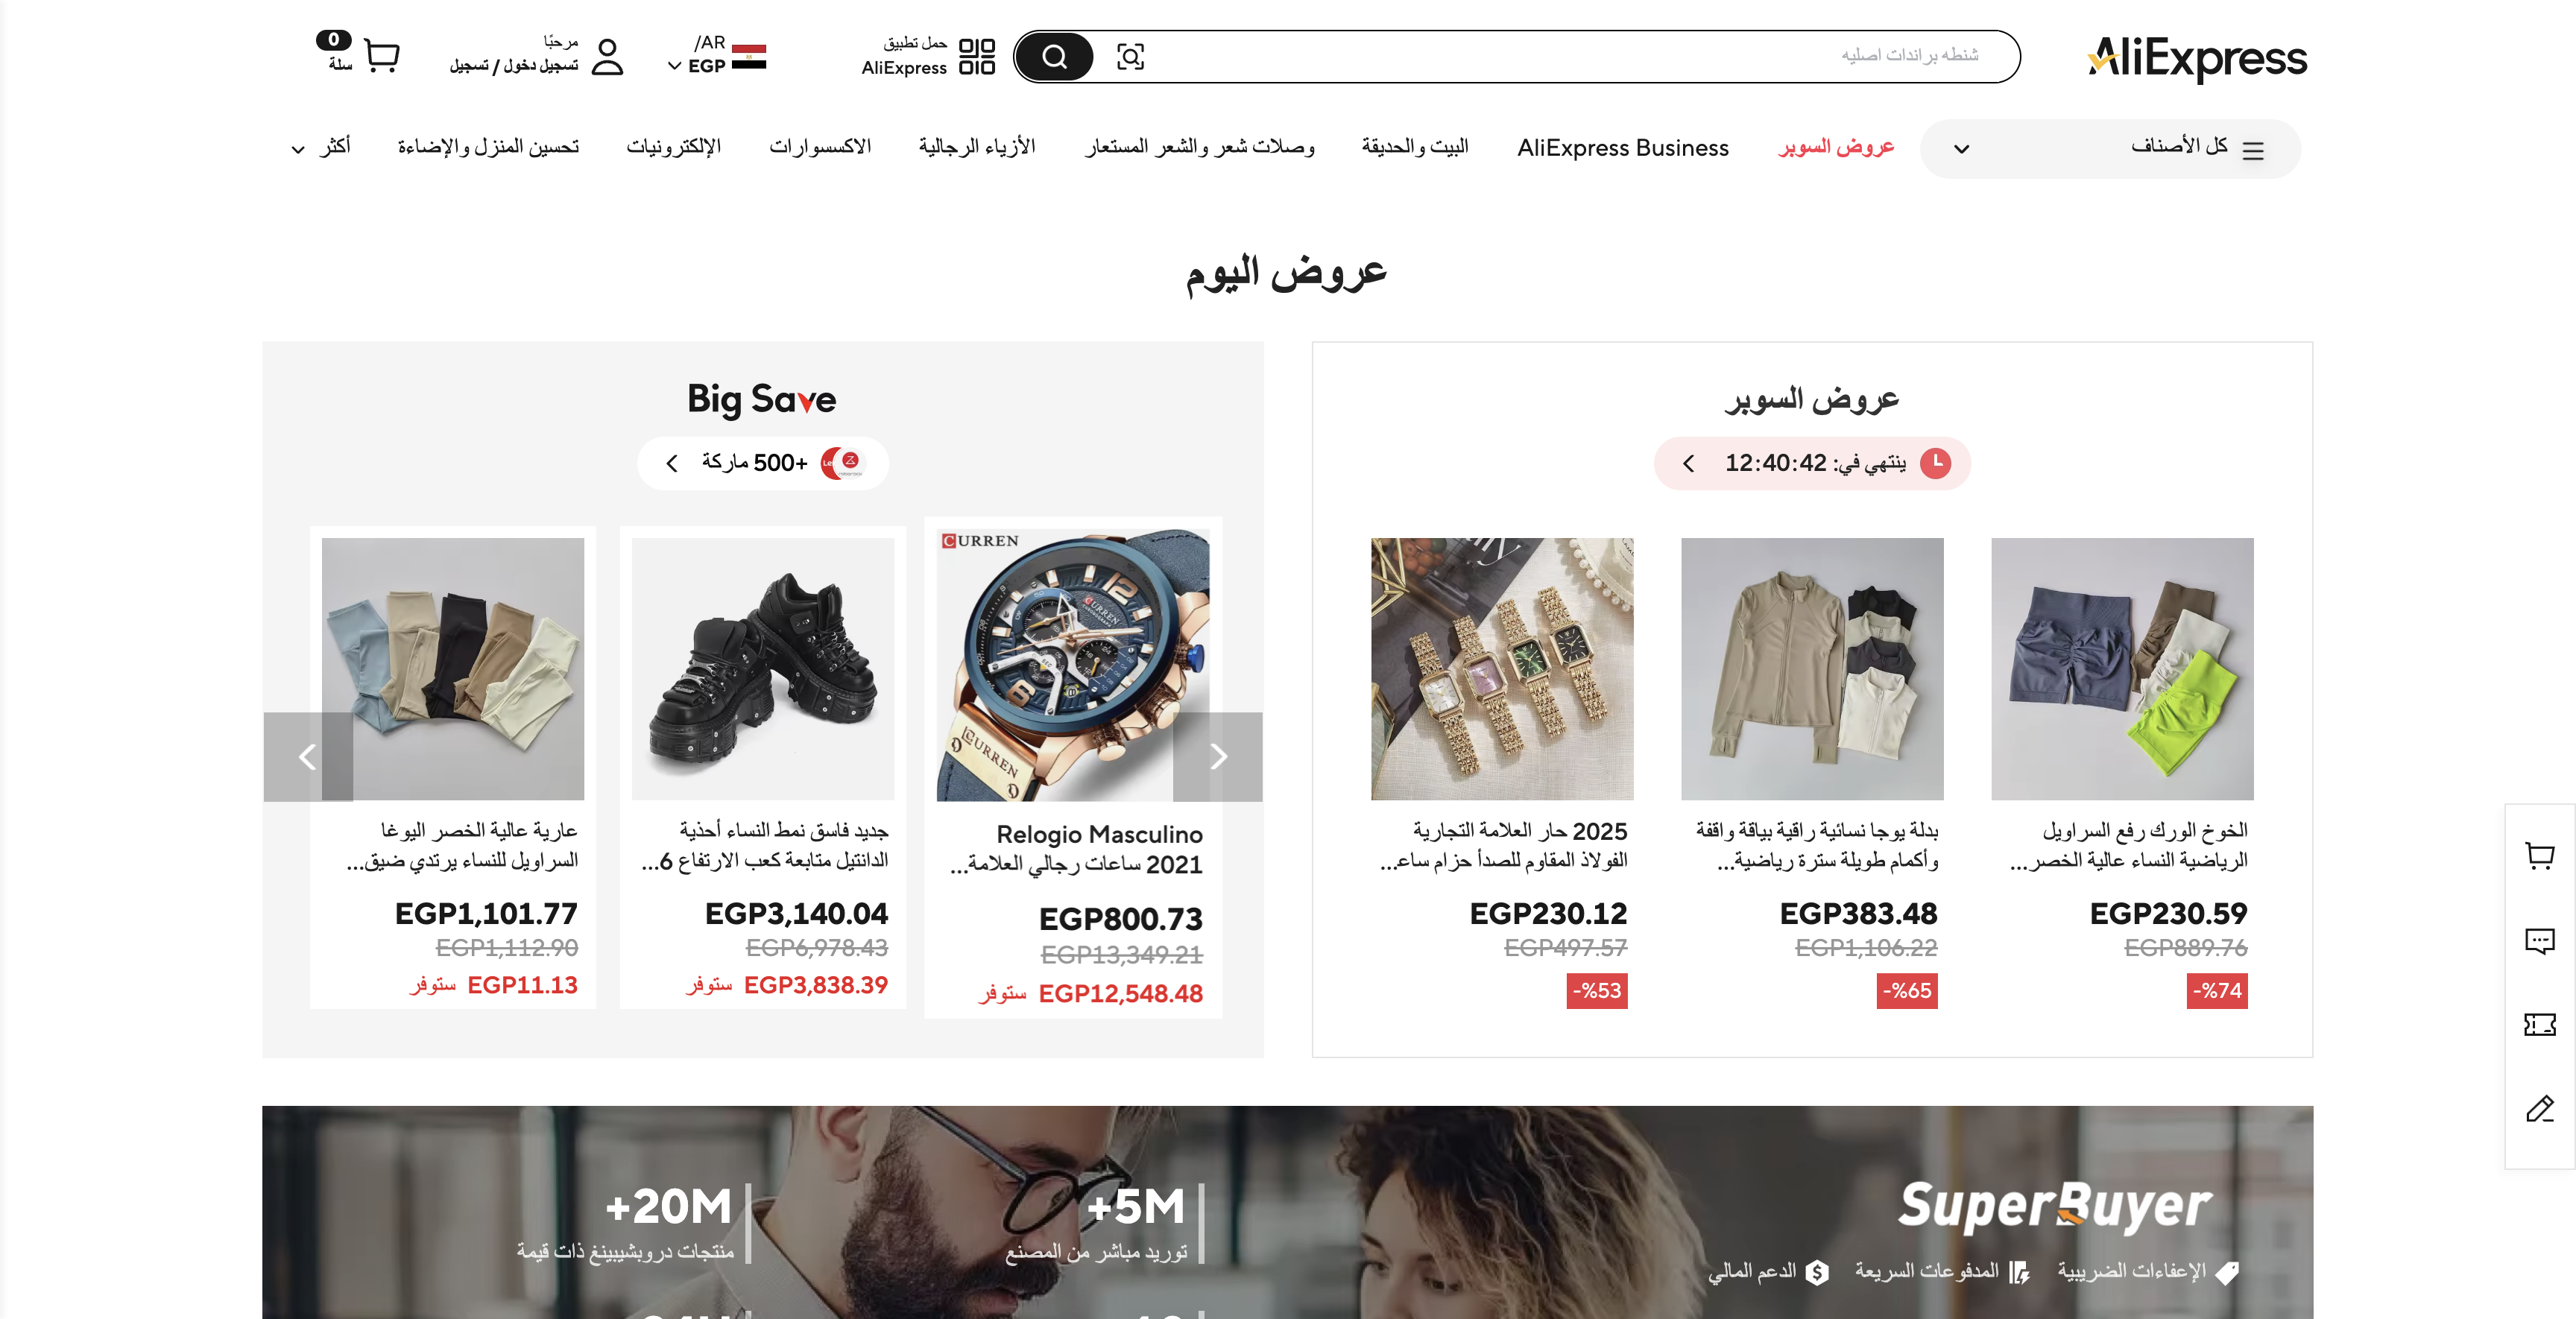 AliExpress
شنطه براندات اصليه
حمل تطبيق
AliExpress
AR/
EGP
مرحبًا
تسجيل دخول / تسجيل
0
سلة
كل الأصناف
عروض السوبر
AliExpress Business
البيت والحديقة
وصلات شعر والشعر المستعار
الأزياء الرجالية
الاكسسوارات
الإلكترونيات
تحسين المنزل والإضاءة
أكثر
عروض اليوم
عروض السوبر
ينتهي في: 12:40:42
الخوخ الورك رفع السراويل
الرياضية النساء عالية الخصر...
EGP230.59
EGP889.76
-%74
بدلة يوجا نسائية راقية بياقة واقفة
وأكمام طويلة سترة رياضية...
EGP383.48
EGP1,106.22
-%65
2025 حار العلامة التجارية
الفولاذ المقاوم للصدأ حزام ساعة...
EGP230.12
EGP497.57
-%53
Big Save
+500 ماركة
CURREN
CURREN
CURREN
Relogio Masculino
2021 ساعات رجالي العلامة...
EGP800.73
EGP13,349.21
ستوفر EGP12,548.48
جديد فاسق نمط النساء أحذية
الدانتيل متابعة كعب الارتفاع 6...
EGP3,140.04
EGP6,978.43
ستوفر EGP3,838.39
عارية عالية الخصر اليوغا
السراويل للنساء يرتدي ضيق...
EGP1,101.77
EGP1,112.90
ستوفر EGP11.13
SuperBuyer
الإعفاءات الضريبية
المدفوعات السريعة
الدعم المالي
+5M
توريد مباشر من المصنع
+20M
منتجات دروبشيبينغ ذات قيمة